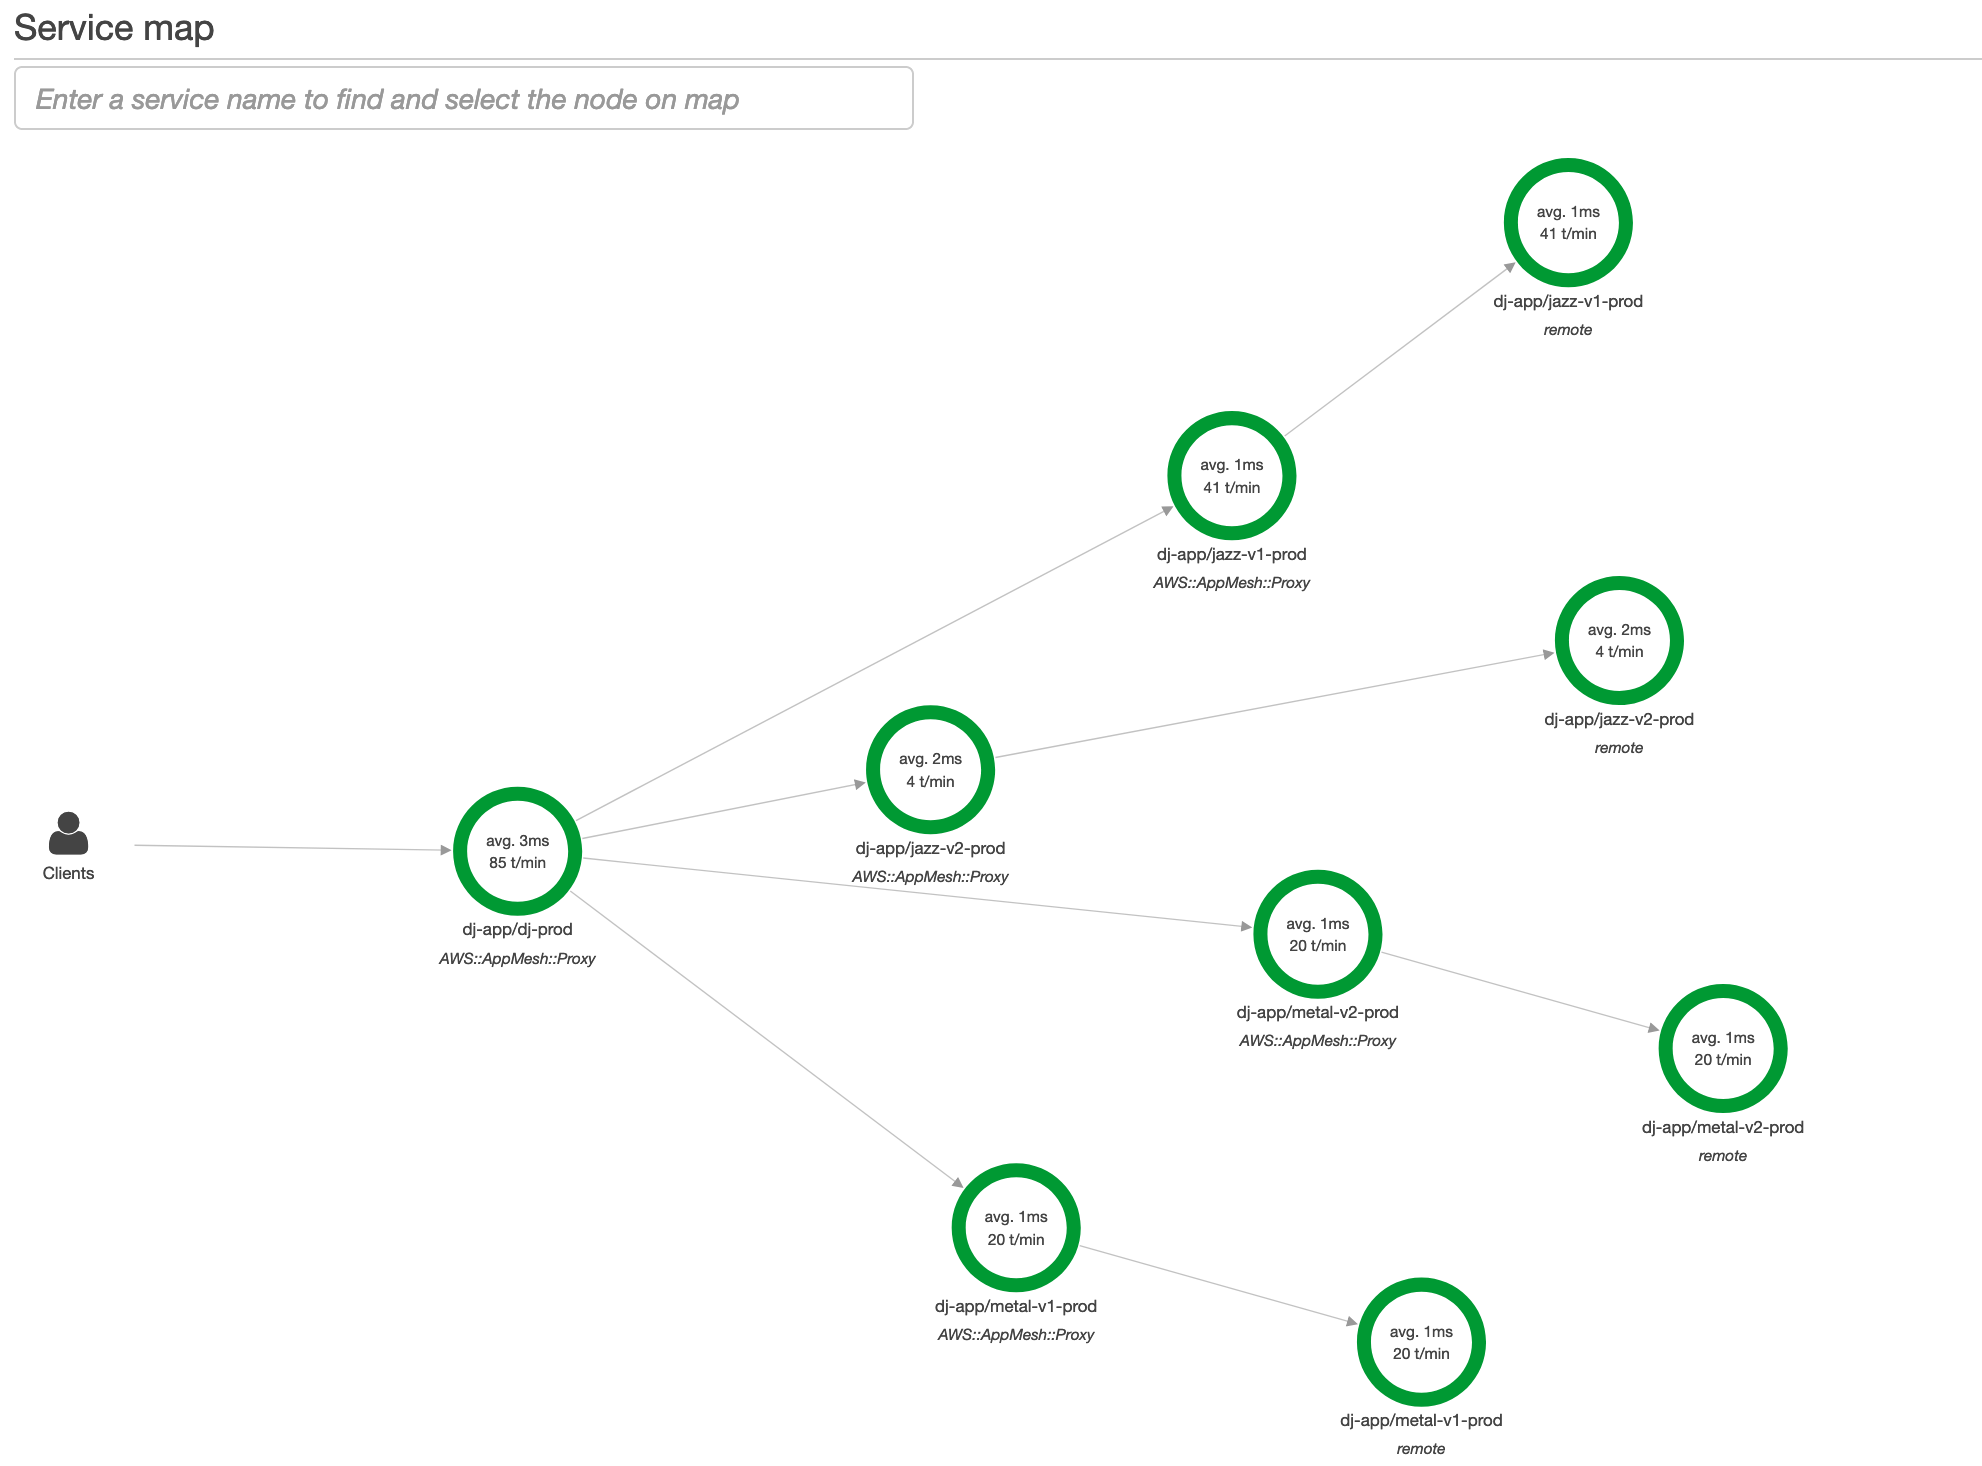 Service map
Enter a service name to find and select the node on map
avg. 1ms
41 t/min
dj-app/jazz-v1-prod
remote
avg. 1ms
41 t/min
dj-app/jazz-v1-prod
AWS::AppMesh::Proxy
avg. 2ms
4 t/min
dj-app/jazz-v2-prod
remote
avg. 2ms
4 t/min
dj-app/jazz-v2-prod
AWS::AppMesh::Proxy
Clients
avg. 3ms
85 t/min
dj-app/dj-prod
AWS::AppMesh::Proxy
avg. 1ms
20 t/min
dj-app/metal-v2-prod
AWS::AppMesh::Proxy
avg. 1ms
20 t/min
dj-app/metal-v2-prod
remote
avg. 1ms
20 t/min
dj-app/metal-v1-prod
AWS::AppMesh::Proxy
avg. 1ms
20 t/min
dj-app/metal-v1-prod
remote